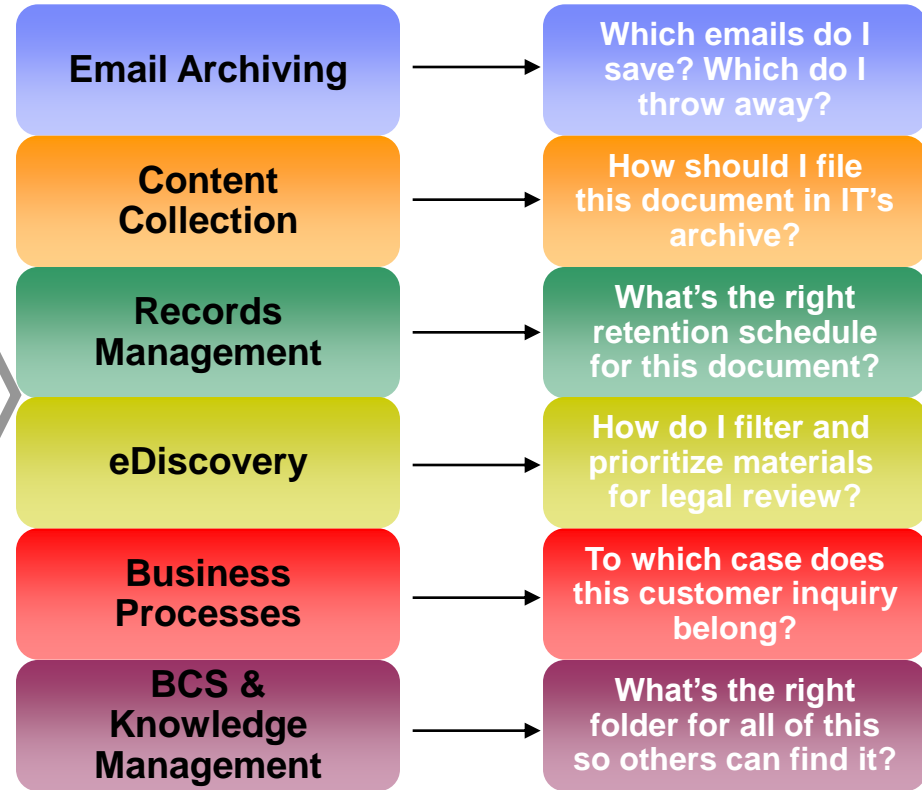 Email Archiving
Which emails do I
save? Which do I
throw away?
Content
Collection
How should I file
this document in IT’s
archive?
Records
Management
What’s the right
retention schedule
for this document?
eDiscovery
How do I filter and
prioritize materials
for legal review?
Business
Processes
To which case does
this customer inquiry
belong?
BCS &
Knowledge
Management
What’s the right
folder for all of this
so others can find it?